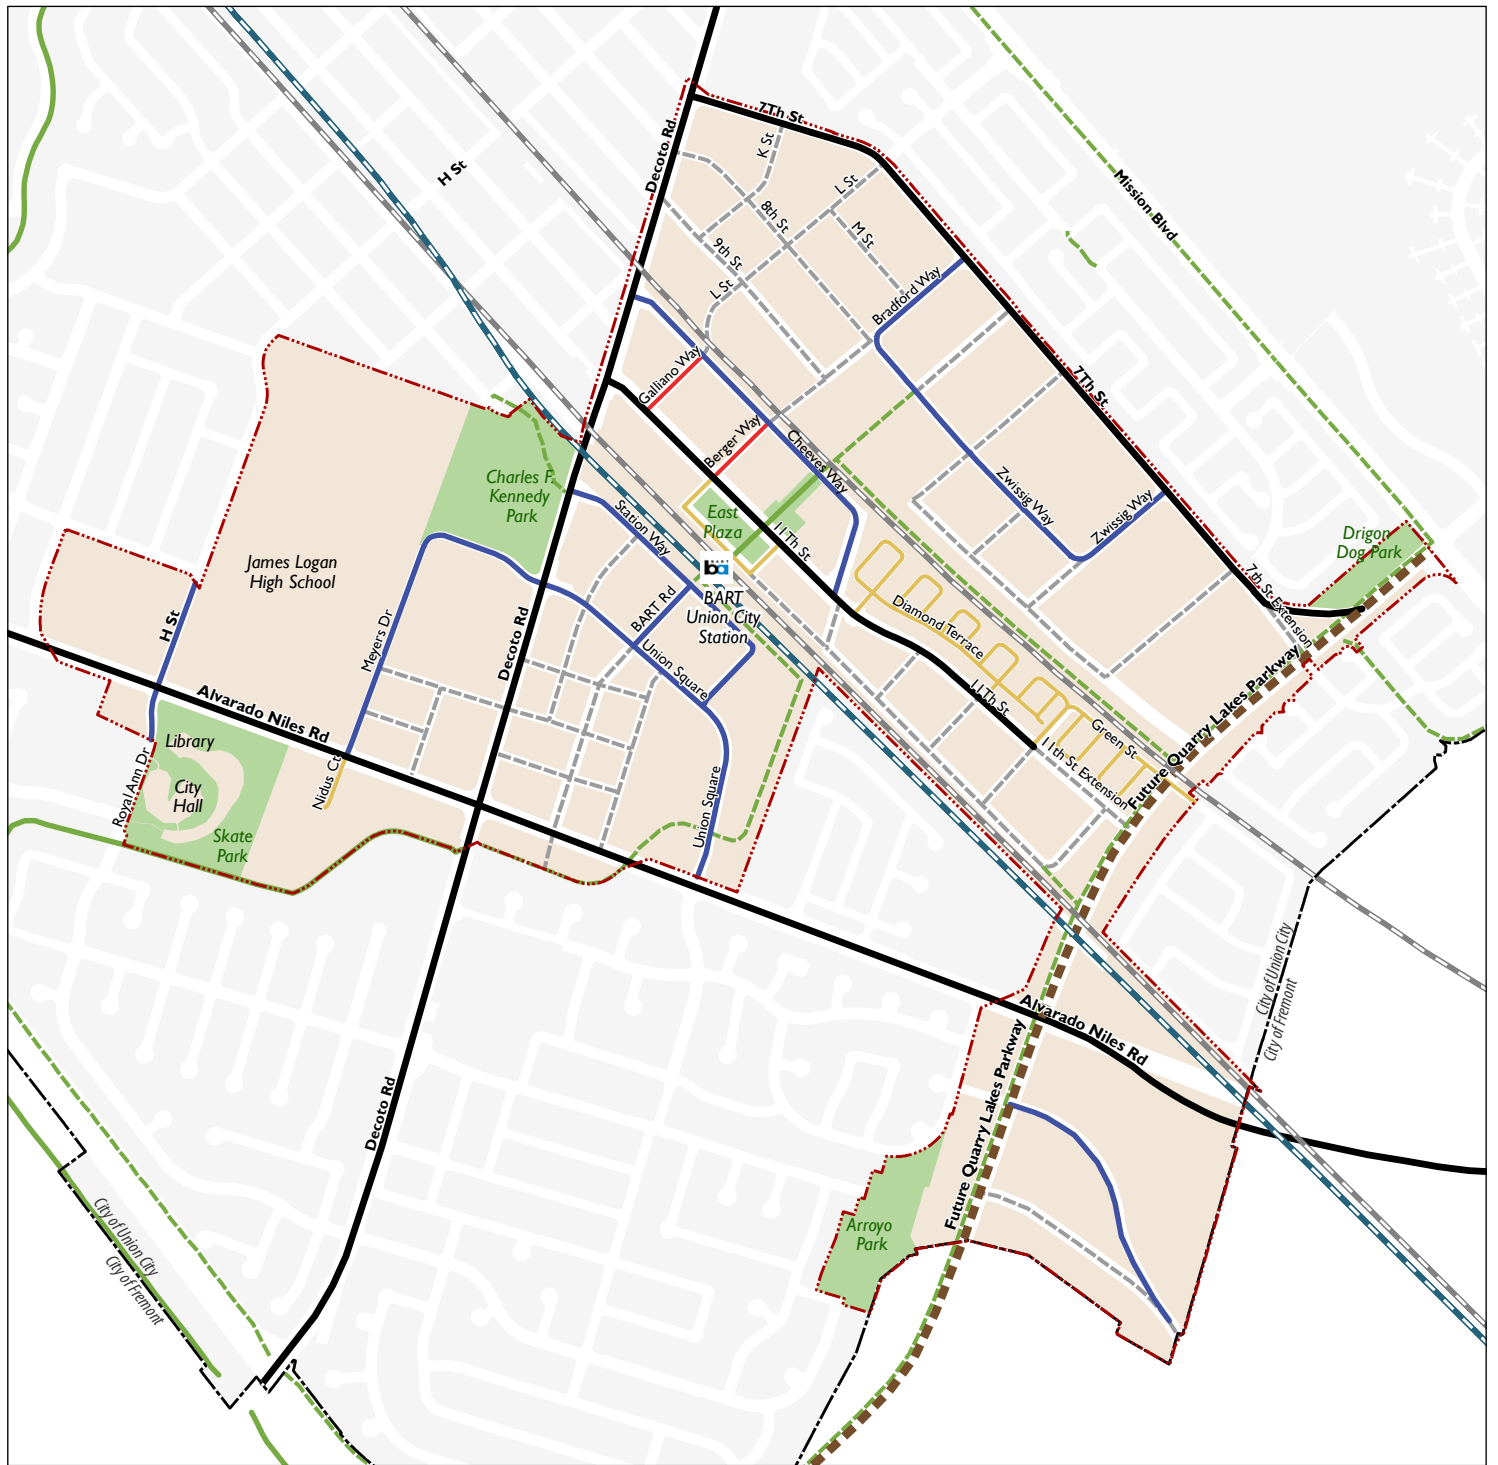 7Th St
K St
Decoto Rd
H St
L St
Mission Blvd
8th St
M St
9th St
L St
Bradford Way
Galliano Way
7Th St
Berger Way
Cheeves Way
Charles F.
Kennedy
Park
Zwissig Way
Zwissig Way
East
Plaza
Station Way
11Th St
Drigon
Dog Park
James Logan
High School
ba
BART
Union City
Station
BART Rd
7th St. Extension
Diamond Terrace
H St
Meyers Dr
Decoto Rd
Union Square
11Th St
Future Quarry Lakes Parkway
Alvarado Niles Rd
Green St
Library
11th St Extension
Royal Ann Dr
City
Hall
Nidus Ct
Union Square
Skate
Park
City of Union City
City of Fremont
Alvarado Niles Rd
Decoto Rd
Future Quarry Lakes Parkway
Arroyo
Park
City of Union City
City of Fremont